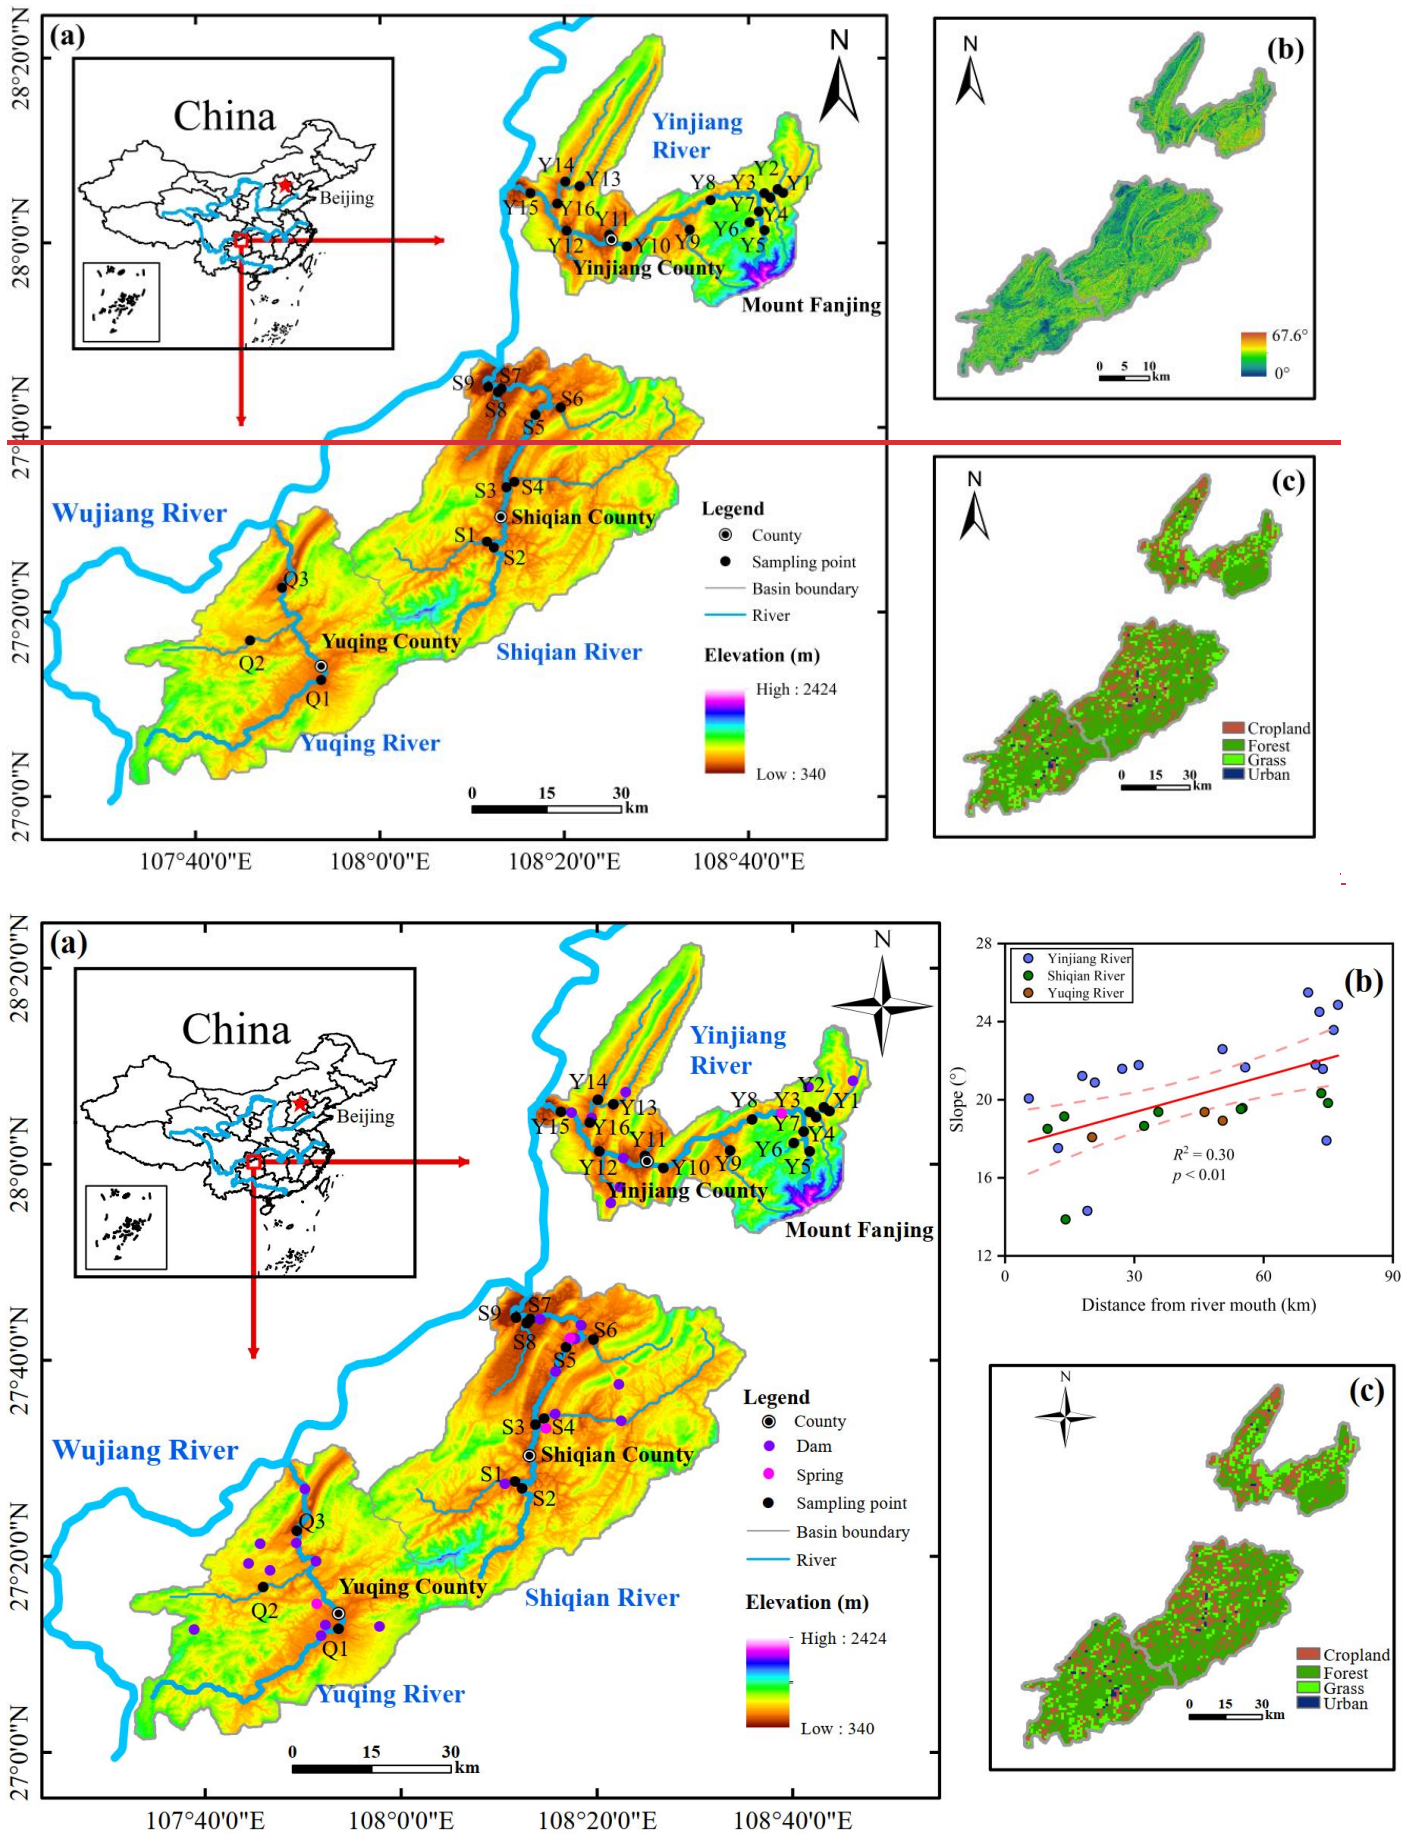 (a)
28°20'0"N
28°0'0"N
27°40'0"N
27°20'0"N
27°0'0"N
107°40'0"E
108°0'0"E
108°20'0"E
108°40'0"E
China
Beijing
N
Yinjiang
River
Y14
Y13
Y15
Y16
Y11
Y12
Y10
Y9
Y8
Y3
Y2
Y1
Y7
Y4
Y6
Y5
Yinjiang County
Mount Fanjing
S9
S7
S8
S6
S5
S3
S4
Shiqian County
S1
S2
Wujiang River
Q3
Yuqing County
Q2
Q1
Shiqian River
Yuqing River
Legend
County
Sampling point
Basin boundary
River
Elevation (m)
High : 2424
Low : 340
0 15 30
km
(b)
N
67.6°
0°
0 5 10
km
(c)
N
Cropland
Forest
Grass
Urban
0 15 30
km
(a)
28°20'0"N
28°0'0"N
27°40'0"N
27°20'0"N
27°0'0"N
107°40'0"E
108°0'0"E
108°20'0"E
108°40'0"E
China
Beijing
N
Yinjiang
River
Y14
Y13
Y15
Y16
Y11
Y12
Y10
Y9
Y8
Y3
Y2
Y1
Y7
Y4
Y6
Y5
Yinjiang County
Mount Fanjing
S9
S7
S8
S6
S5
S3
S4
Shiqian County
S1
S2
Wujiang River
Q3
Yuqing County
Q2
Q1
Shiqian River
Yuqing River
Legend
County
Dam
Spring
Sampling point
Basin boundary
River
Elevation (m)
High : 2424
Low : 340
0 15 30
km
(b)
Yinjiang River
Shiqian River
Yuqing River
28
24
20
16
12
Slope (°)
R² = 0.30
p < 0.01
0 30 60 90
Distance from river mouth (km)
(c)
N
Cropland
Forest
Grass
Urban
0 15 30
km